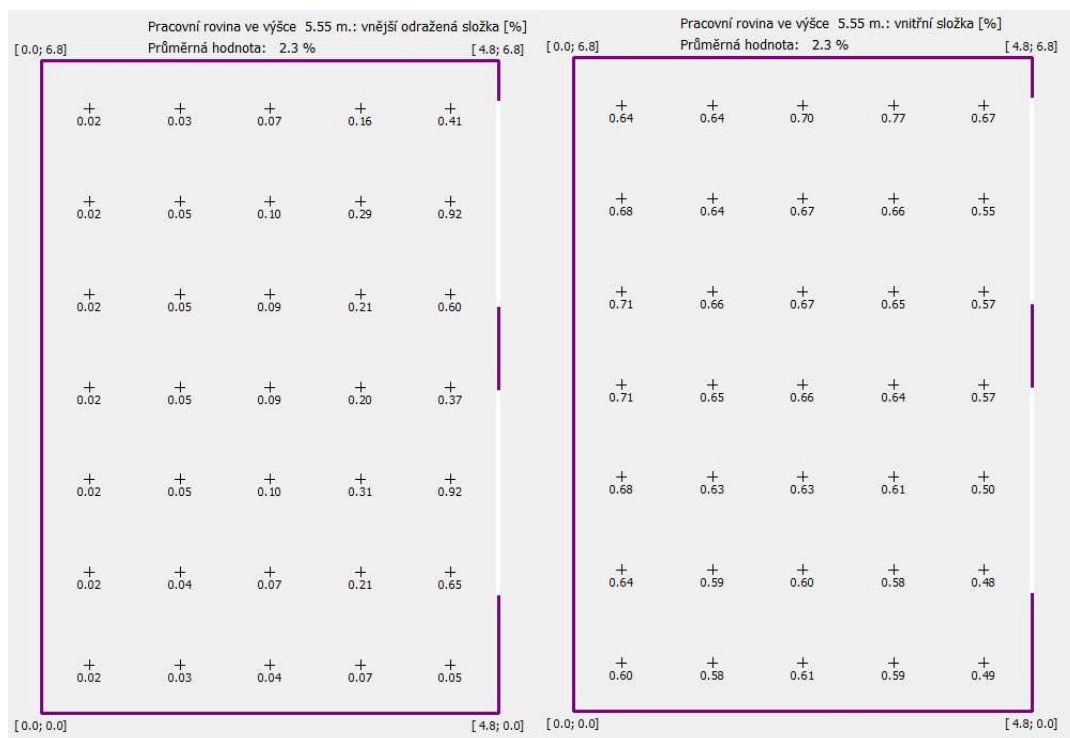 Pracovní rovina ve výšce 5.55 m.: vnější odražená složka [%]
[ 0.0; 6.8] Průměrná hodnota: 2.3 % [ 4.8; 6.8]
0.02 0.03 0.07 0.16 0.41
0.02 0.05 0.10 0.29 0.92
0.02 0.05 0.09 0.21 0.60
0.02 0.05 0.09 0.20 0.37
0.02 0.05 0.10 0.31 0.92
0.02 0.04 0.07 0.21 0.65
0.02 0.03 0.04 0.07 0.05
[ 0.0; 0.0] [ 4.8; 0.0]
Pracovní rovina ve výšce 5.55 m.: vnitřní složka [%]
[ 0.0; 6.8] Průměrná hodnota: 2.3 % [ 4.8; 6.8]
0.64 0.64 0.70 0.77 0.67
0.68 0.64 0.67 0.66 0.55
0.71 0.66 0.67 0.65 0.57
0.71 0.65 0.66 0.64 0.57
0.68 0.63 0.63 0.61 0.50
0.64 0.59 0.60 0.58 0.48
0.60 0.58 0.61 0.59 0.49
[ 0.0; 0.0] [ 4.8; 0.0]